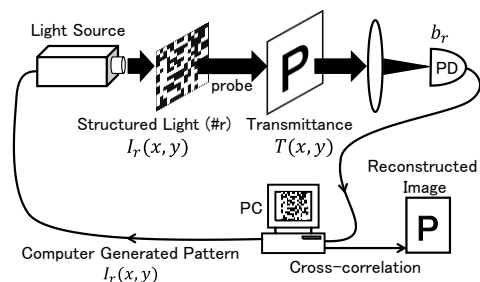 Light Source
b_r
P
PD
probe
Structured Light (#r)
I_r(x, y)
Transmittance
T(x, y)
Reconstructed
Image
PC
P
Computer Generated Pattern
I_r(x, y)
Cross-correlation